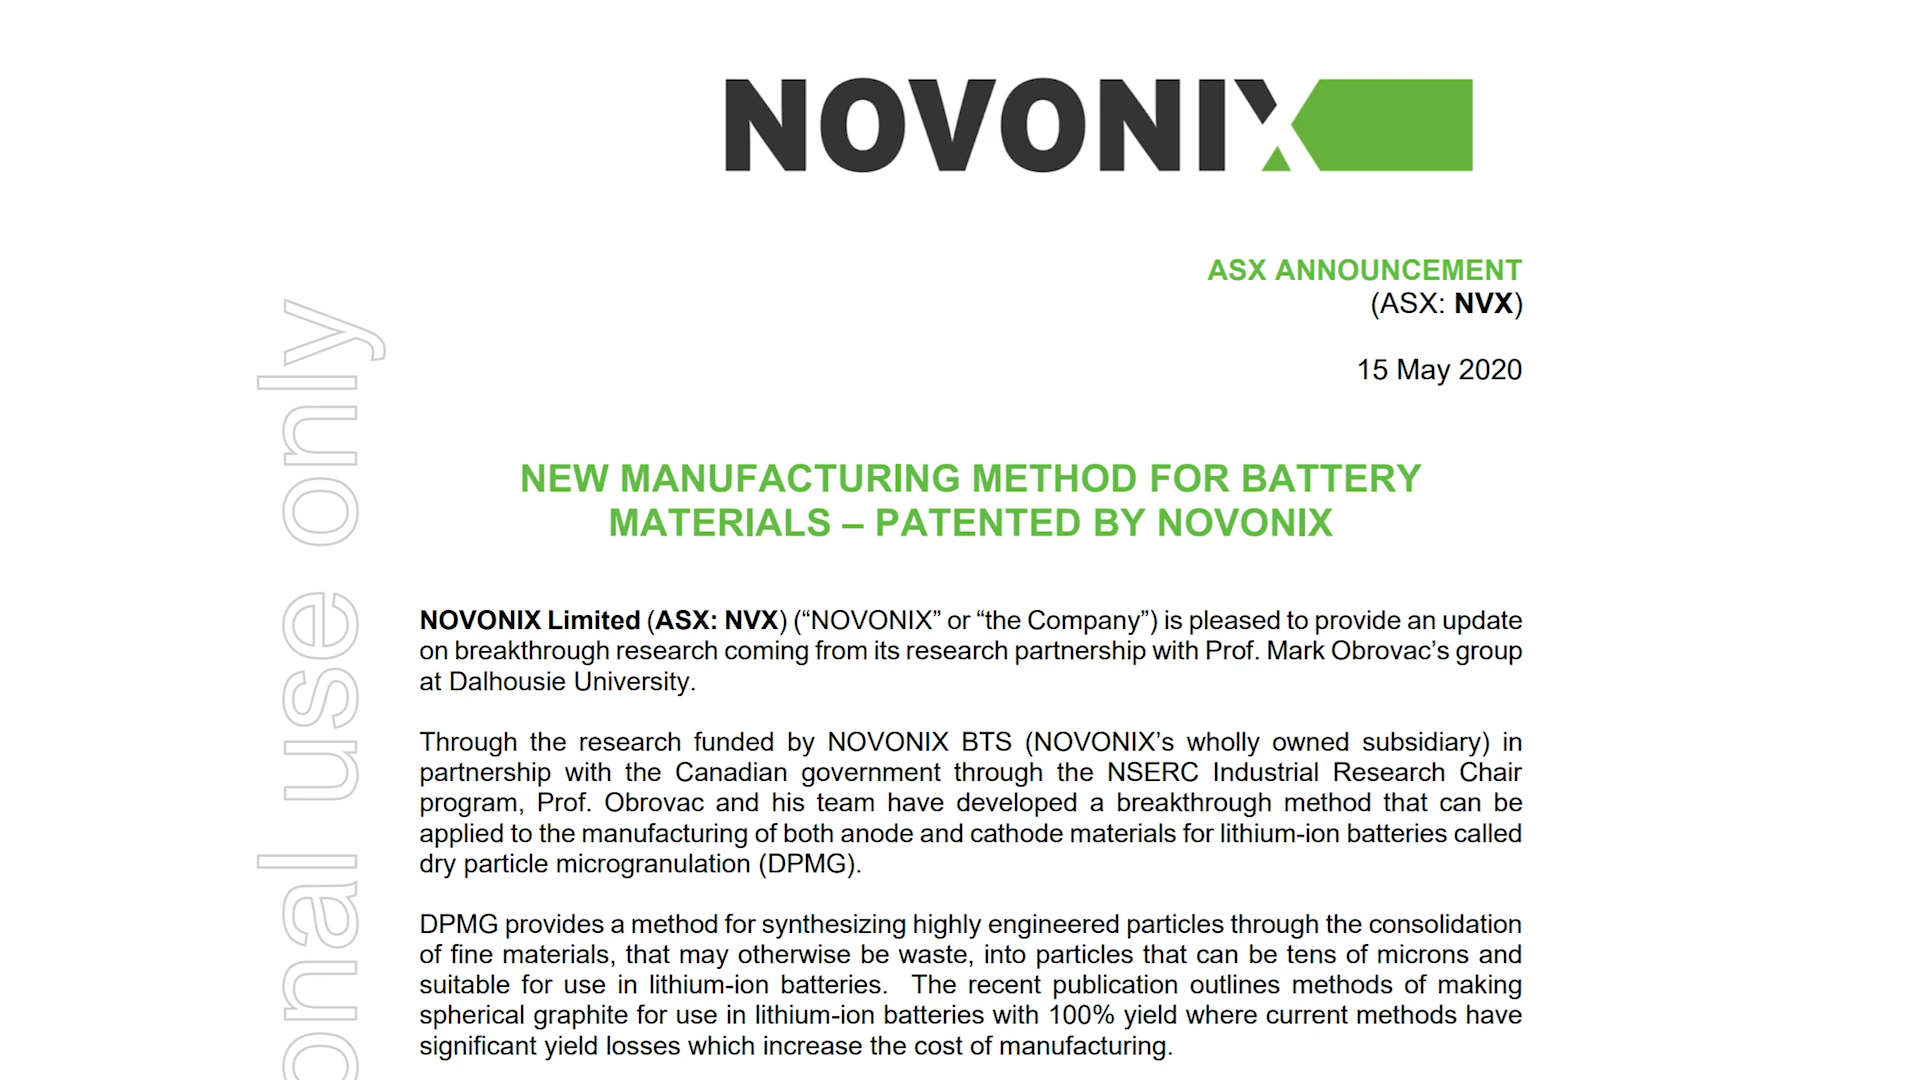 NOVONIX
ASX ANNOUNCEMENT
(ASX: NVX)
15 May 2020
NEW MANUFACTURING METHOD FOR BATTERY
MATERIALS – PATENTED BY NOVONIX
NOVONIX Limited (ASX: NVX) (“NOVONIX” or “the Company”) is pleased to provide an update
on breakthrough research coming from its research partnership with Prof. Mark Obrovac’s group
at Dalhousie University.
Through the research funded by NOVONIX BTS (NOVONIX’s wholly owned subsidiary) in
partnership with the Canadian government through the NSERC Industrial Research Chair
program, Prof. Obrovac and his team have developed a breakthrough method that can be
applied to the manufacturing of both anode and cathode materials for lithium-ion batteries called
dry particle microgranulation (DPMG).
DPMG provides a method for synthesizing highly engineered particles through the consolidation
of fine materials, that may otherwise be waste, into particles that can be tens of microns and
suitable for use in lithium-ion batteries.  The recent publication outlines methods of making
spherical graphite for use in lithium-ion batteries with 100% yield where current methods have
significant yield losses which increase the cost of manufacturing.
onal use only